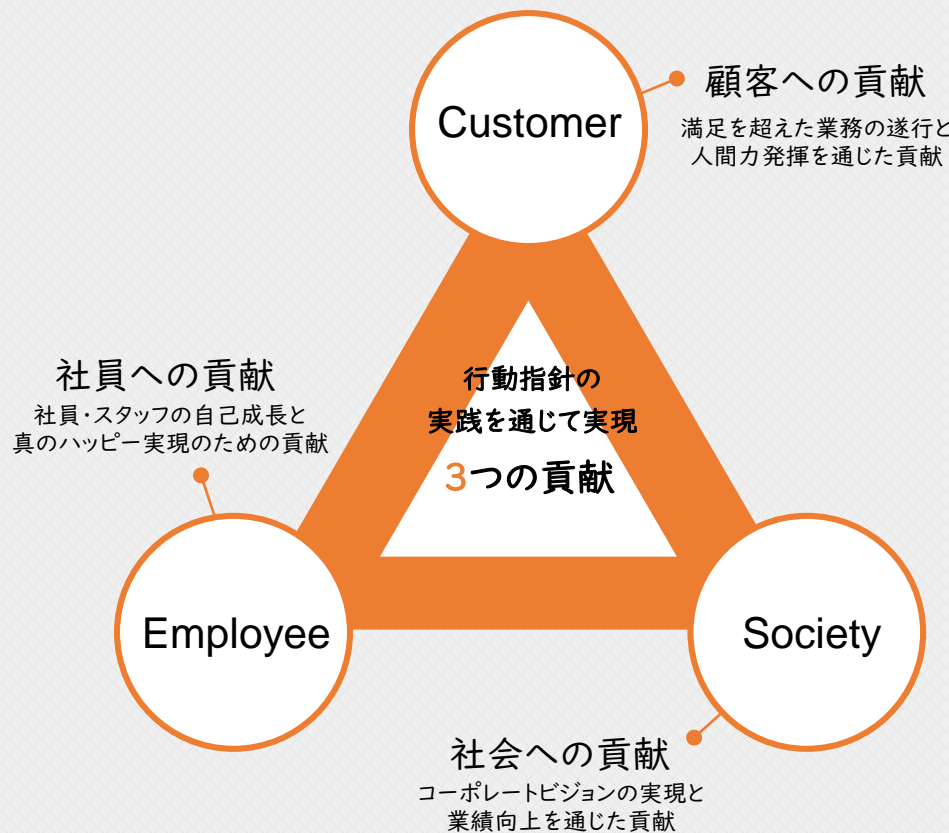 Customer
顧客への貢献
満足を超えた業務の遂行と
人間力発揮を通じた貢献
社員への貢献
社員・スタッフの自己成長と
真のハッピー実現のための貢献
行動指針の
実践を通じて実現
3つの貢献
Employee
Society
社会への貢献
コーポレートビジョンの実現と
業績向上を通じた貢献